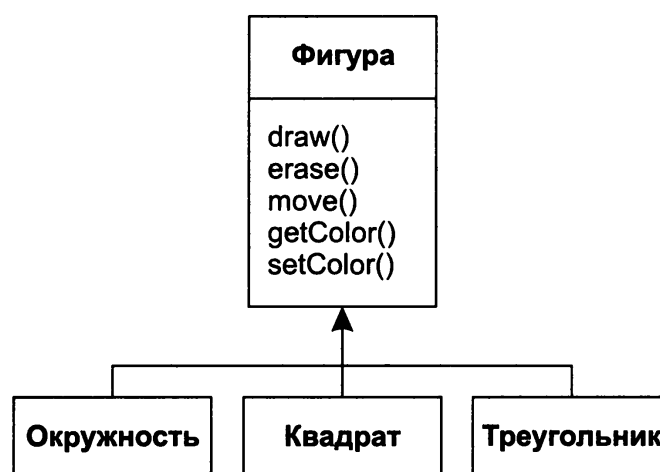 Фигура
draw()
erase()
move()
getColor()
setColor()
Окружность
Квадрат
Треугольник